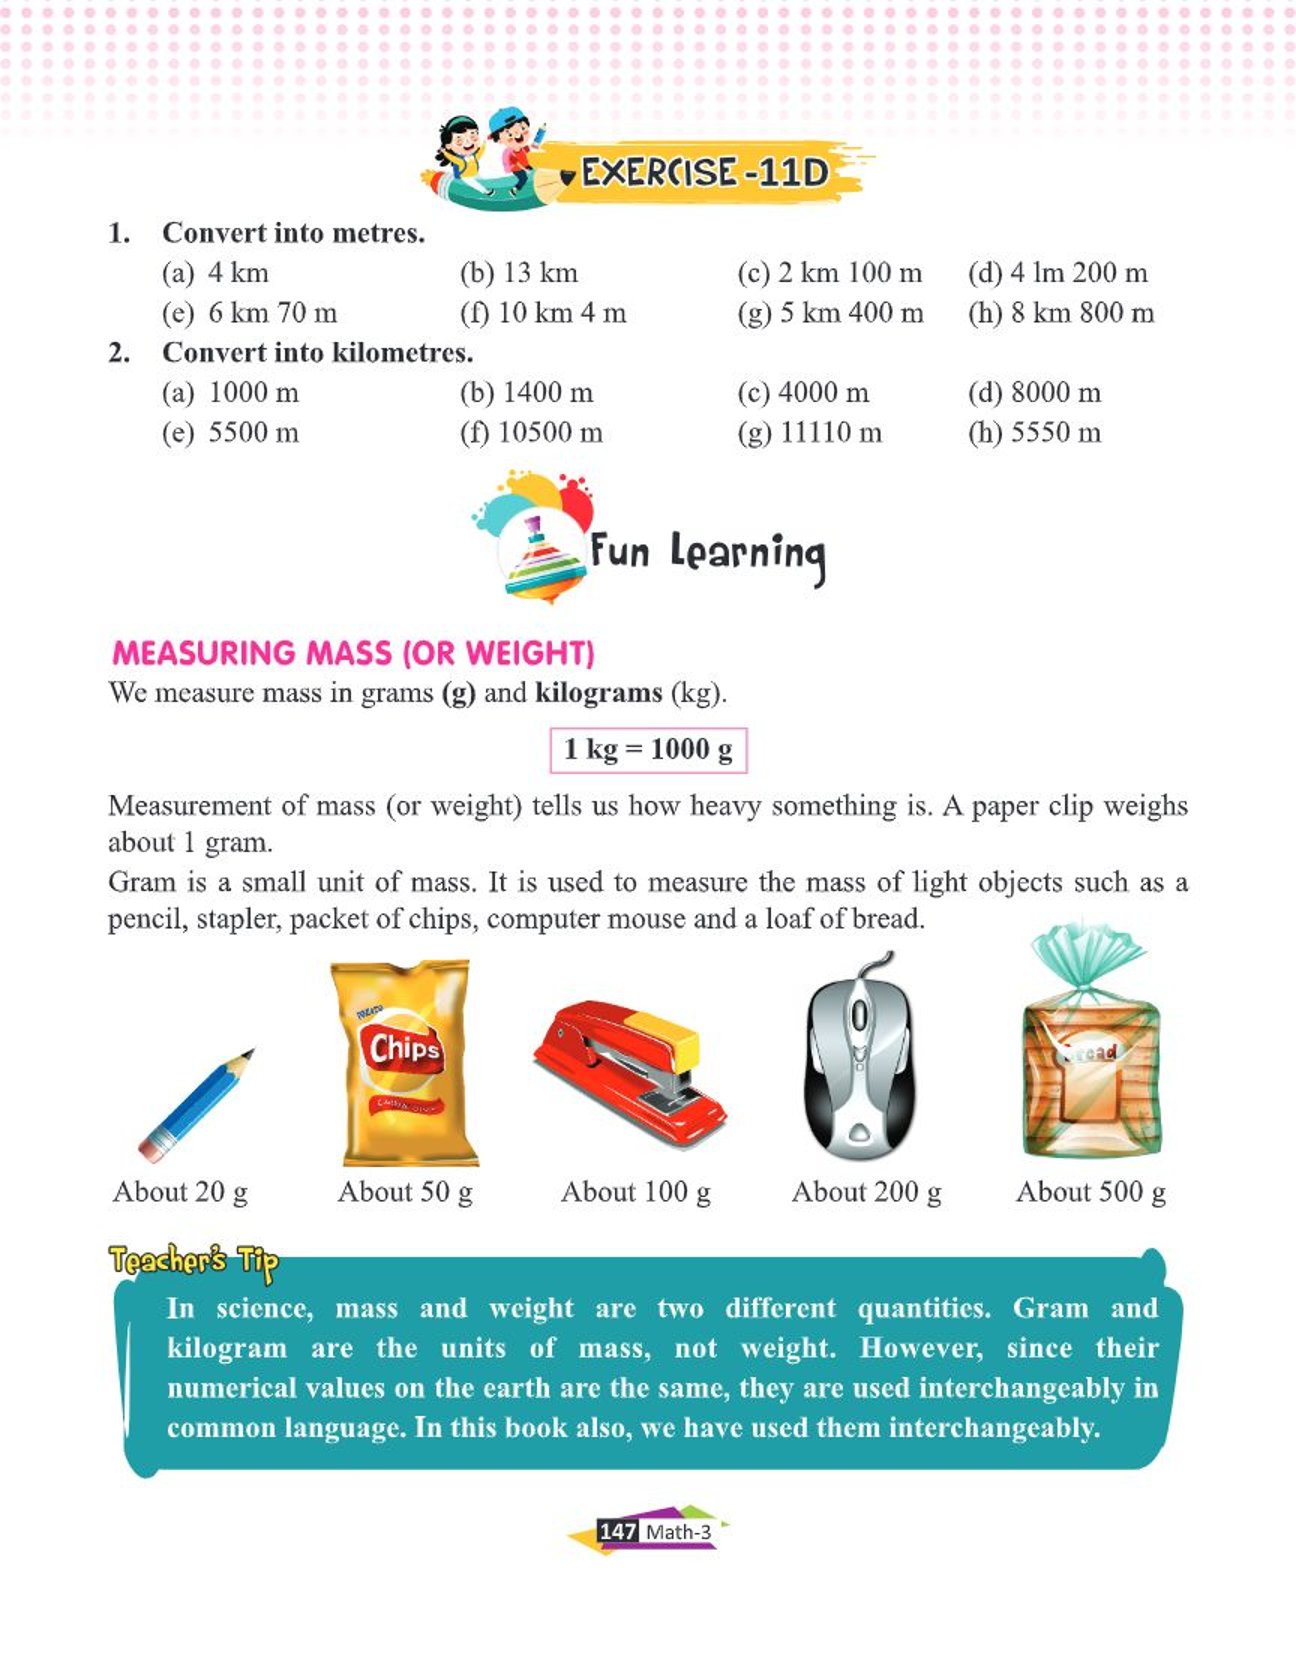 EXERCISE -11D
1. Convert into metres.
(a) 4 km (b) 13 km (c) 2 km 100 m (d) 4 lm 200 m
(e) 6 km 70 m (f) 10 km 4 m (g) 5 km 400 m (h) 8 km 800 m
2. Convert into kilometres.
(a) 1000 m (b) 1400 m (c) 4000 m (d) 8000 m
(e) 5500 m (f) 10500 m (g) 11110 m (h) 5550 m
Fun Learning
MEASURING MASS (OR WEIGHT)
We measure mass in grams (g) and kilograms (kg).
1 kg = 1000 g
Measurement of mass (or weight) tells us how heavy something is. A paper clip weighs
about 1 gram.
Gram is a small unit of mass. It is used to measure the mass of light objects such as a
pencil, stapler, packet of chips, computer mouse and a loaf of bread.
Chips
Bread
About 20 g About 50 g About 100 g About 200 g About 500 g
Teacher's Tip
In science, mass and weight are two different quantities. Gram and
kilogram are the units of mass, not weight. However, since their
numerical values on the earth are the same, they are used interchangeably in
common language. In this book also, we have used them interchangeably.
147 Math-3